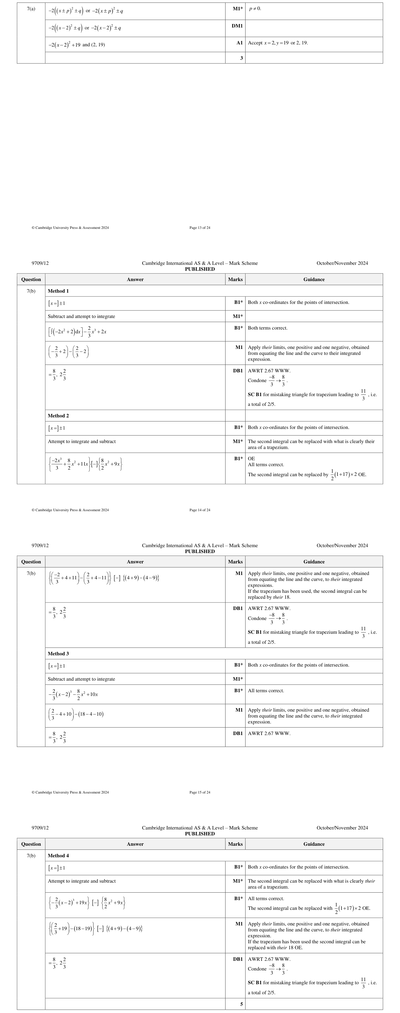 7(a)
−2{(x ± p)² ± q} or −2(x ± p)² ± q
M1*
p ≠ 0.
−2{(x − 2)² ± q} or −2(x − 2)² ± q
DM1
−2(x − 2)² + 19 and (2, 19)
A1
Accept x = 2, y = 19 or 2, 19.
3
© Cambridge University Press & Assessment 2024
Page 13 of 24
9709/12
Cambridge International AS & A Level – Mark Scheme
October/November 2024
PUBLISHED
Question
Answer
Marks
Guidance
7(b)
Method 1
[x =] ±1
B1*
Both x co-ordinates for the points of intersection.
Subtract and attempt to integrate
M1*
[∫(−2x² + 2)dx] − 2/3 x³ + 2x
B1*
Both terms correct.
(−2/3 + 2) − (2/3 − 2)
M1
Apply their limits, one positive and one negative, obtained
from equating the line and the curve to their integrated
expression.
= 8/3, 2 2/3
DB1
AWRT 2.67 WWW.
Condone −8/3 → 8/3.
SC B1 for mistaking triangle for trapezium leading to 11/3, i.e.
a total of 2/5.
Method 2
[x =] ±1
B1*
Both x co-ordinates for the points of intersection.
Attempt to integrate and subtract
M1*
The second integral can be replaced with what is clearly their
area of a trapezium.
{−2x³/3 + 8/2 x² + 11x} [−] {8/2 x² + 9x}
B1*
OE
All terms correct.
The second integral can be replaced by 1/2(1+17)×2 OE.
© Cambridge University Press & Assessment 2024
Page 14 of 24
9709/12
Cambridge International AS & A Level – Mark Scheme
October/November 2024
PUBLISHED
Question
Answer
Marks
Guidance
7(b)
{(−2/3 + 4 + 11) − (2/3 + 4 − 11)} [−] {(4 + 9) − (4 − 9)}
M1
Apply their limits, one positive and one negative, obtained
from equating the line and the curve, to their integrated
expressions.
If the trapezium has been used, the second integral can be
replaced by their 18.
= 8/3, 2 2/3
DB1
AWRT 2.67 WWW.
Condone −8/3 → 8/3.
SC B1 for mistaking triangle for trapezium leading to 11/3, i.e.
a total of 2/5.
Method 3
[x =] ±1
B1*
Both x co-ordinates for the points of intersection.
Subtract and attempt to integrate
M1*
−2/3(x − 2)³ − 8/2 x² + 10x
B1*
All terms correct.
(2/3 − 4 + 10) − (18 − 4 − 10)
M1
Apply their limits, one positive and one negative, obtained
from equating the line and the curve, to their integrated
expression.
= 8/3, 2 2/3
DB1
AWRT 2.67 WWW.
© Cambridge University Press & Assessment 2024
Page 15 of 24
9709/12
Cambridge International AS & A Level – Mark Scheme
October/November 2024
PUBLISHED
Question
Answer
Marks
Guidance
7(b)
Method 4
[x =] ±1
B1*
Both x co-ordinates for the points of intersection.
Attempt to integrate and subtract
M1*
The second integral can be replaced with what is clearly their
area of a trapezium.
{−2/3(x − 2)³ + 19x} [−] {8/2 x² + 9x}
B1*
All terms correct.
The second integral can be replaced with 1/2(1+17)×2 OE.
{(2/3 + 19) − (18 − 19)} [−] {(4 + 9) − (4 − 9)}
M1
Apply their limits, one positive and one negative, obtained
from equating the line and the curve, to their integrated
expression.
If the trapezium has been used the second integral can be
replaced with their 18 OE.
= 8/3, 2 2/3
DB1
AWRT 2.67 WWW.
Condone −8/3 → 8/3.
SC B1 for mistaking triangle for trapezium leading to 11/3, i.e.
a total of 2/5.
5